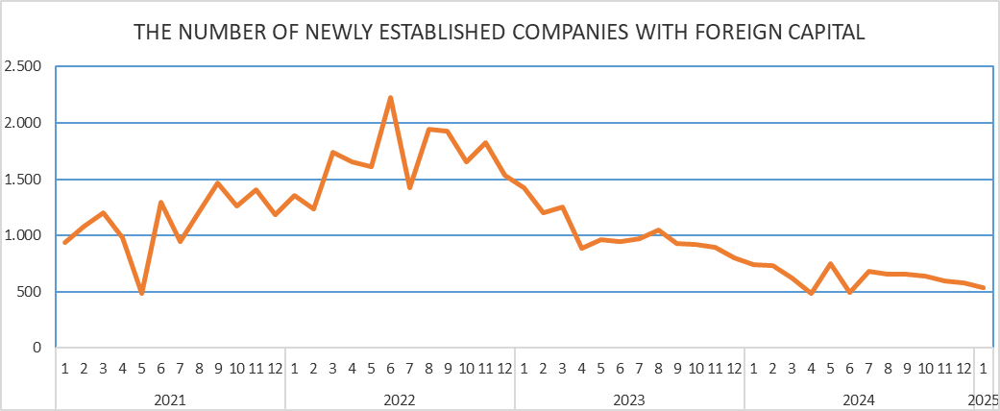 THE NUMBER OF NEWLY ESTABLISHED COMPANIES WITH FOREIGN CAPITAL
2.500
2.000
1.500
1.000
500
0
1 2 3 4 5 6 7 8 9 10 11 12 1 2 3 4 5 6 7 8 9 10 11 12 1 2 3 4 5 6 7 8 9 10 11 12 1 2 3 4 5 6 7 8 9 10 11 12 1
2021 2022 2023 2024 2025